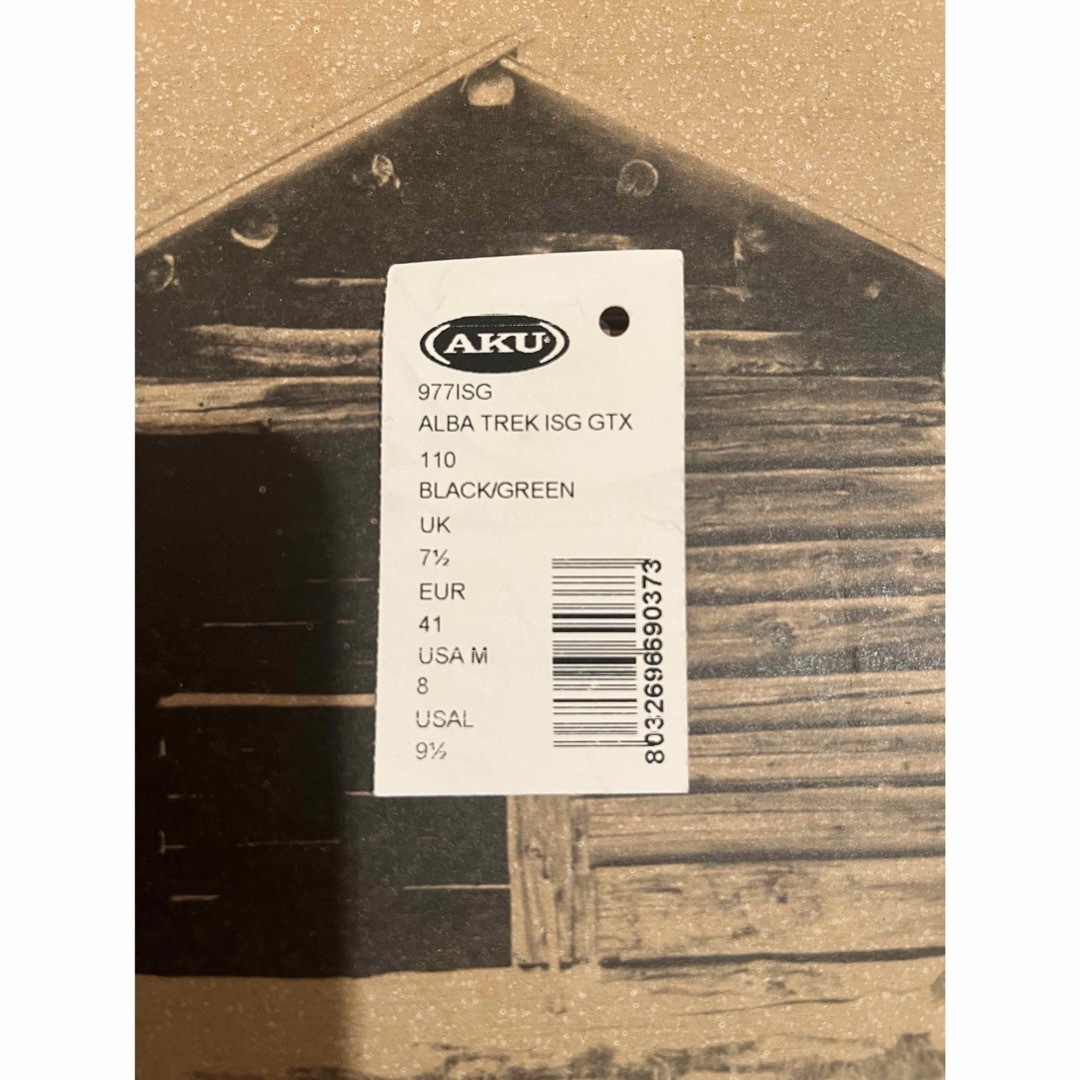 AKU
977ISG
ALBA TREK ISG GTX
110
BLACK/GREEN
UK
7½
EUR
41
USA M
8
USAL
9½
8032696690373